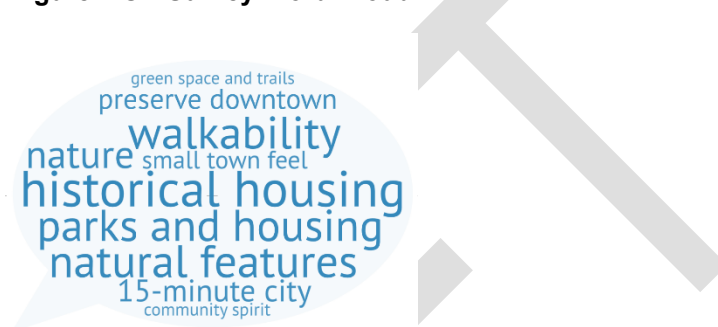 green space and trails
preserve downtown
walkability
nature small town feel
historical housing
parks and housing
natural features
15-minute city
community spirit